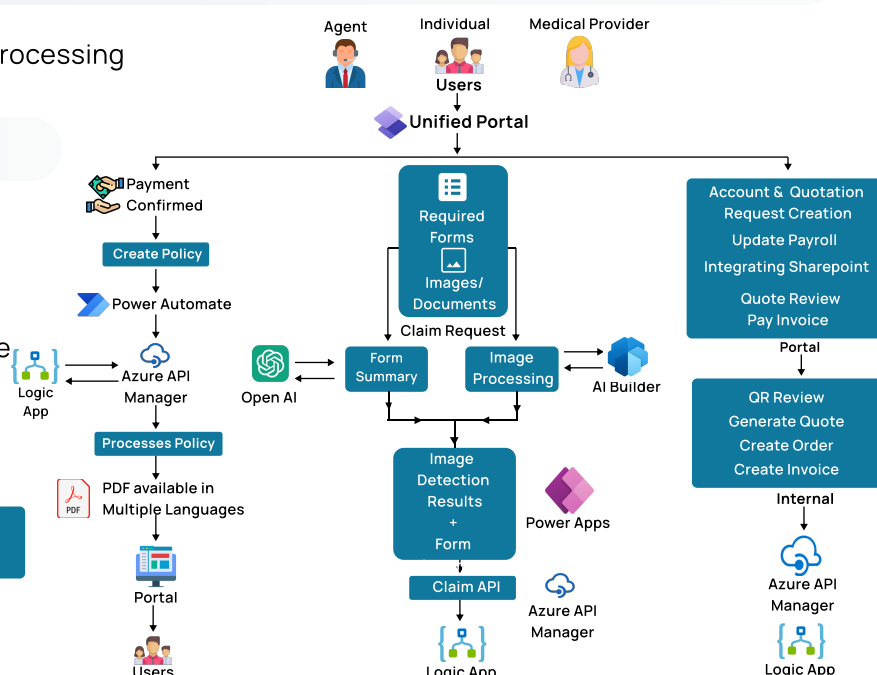 rocessing
Agent
Individual
Medical Provider
Users
Unified Portal
Payment
Confirmed
Create Policy
Power Automate
e
Logic
App
Azure API
Manager
Processes Policy
PDF
PDF available in
Multiple Languages
Portal
Users
Required
Forms
Images/
Documents
Claim Request
Open AI
Form
Summary
Image
Processing
AI Builder
Image
Detection
Results
+
Form
Power Apps
Claim API
Azure API
Manager
Logic App
Account & Quotation
Request Creation
Update Payroll
Integrating Sharepoint
Quote Review
Pay Invoice
Portal
QR Review
Generate Quote
Create Order
Create Invoice
Internal
Azure API
Manager
Logic App